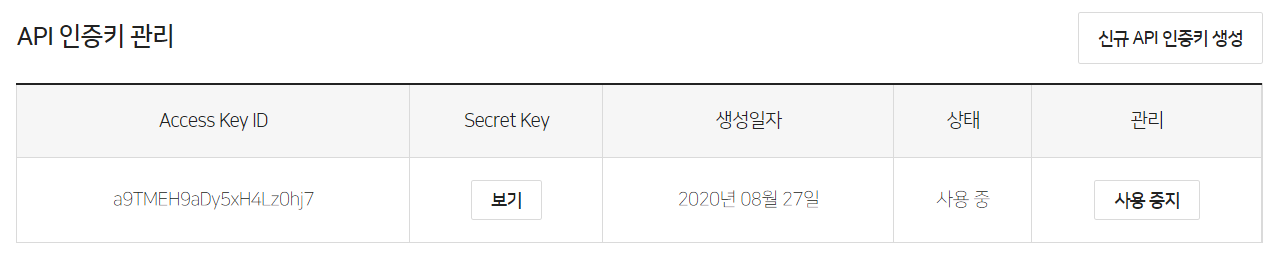 API 인증키 관리
신규 API 인증키 생성
Access Key ID Secret Key 생성일자 상태 관리
a9TMEH9aDy5xH4Lz0hj7 보기 2020년 08월 27일 사용 중 사용 중지